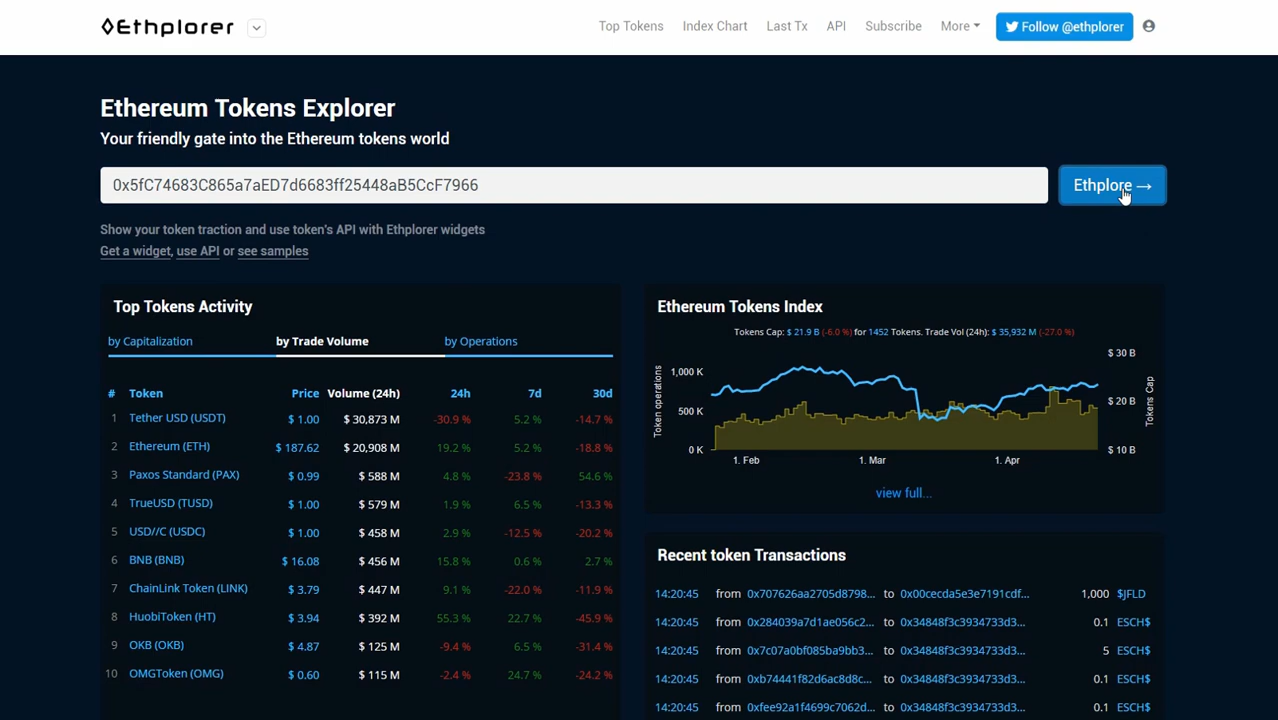 Ethplorer
Top Tokens Index Chart Last Tx API Subscribe More Follow @ethplorer
Ethereum Tokens Explorer
Your friendly gate into the Ethereum tokens world
0x5fC74683C865a7aED7d6683ff25448aB5CcF7966
Ethplore →
Show your token traction and use token's API with Ethplorer widgets
Get a widget, use API or see samples
Top Tokens Activity
by Capitalization by Trade Volume by Operations
# Token Price Volume (24h) 24h 7d 30d
1 Tether USD (USDT) $ 1.00 $ 30,873 M -30.9 % 5.2 % -14.7 %
2 Ethereum (ETH) $ 187.62 $ 20,908 M 19.2 % 5.2 % -18.8 %
3 Paxos Standard (PAX) $ 0.99 $ 588 M 4.8 % -23.8 % 54.6 %
4 TrueUSD (TUSD) $ 1.00 $ 579 M 1.9 % 6.5 % -13.3 %
5 USD//C (USDC) $ 1.00 $ 458 M 2.9 % -12.5 % -20.2 %
6 BNB (BNB) $ 16.08 $ 456 M 15.8 % 0.6 % 2.7 %
7 ChainLink Token (LINK) $ 3.79 $ 447 M 9.1 % -22.0 % -11.9 %
8 HuobiToken (HT) $ 3.94 $ 392 M 55.3 % 22.7 % -45.9 %
9 OKB (OKB) $ 4.87 $ 125 M -9.4 % 6.5 % -31.4 %
10 OMGToken (OMG) $ 0.60 $ 115 M -2.4 % 24.7 % -24.2 %
Ethereum Tokens Index
Tokens Cap: $ 21.9 B (-6.0 %) for 1452 Tokens. Trade Vol (24h): $ 35,932 M (-27.0 %)
Token operations
1,000 K
500 K
0 K
$ 30 B
$ 20 B
$ 10 B
Tokens Cap
1. Feb 1. Mar 1. Apr
view full...
Recent token Transactions
14:20:45 from 0x707626aa2705d8798... to 0x00cecda5e3e7191cdf... 1,000 $JFLD
14:20:45 from 0x284039a7d1ae056c2... to 0x34848f3c3934733d3... 0.1 ESCH$
14:20:45 from 0x7c07a0bf085ba9bb3... to 0x34848f3c3934733d3... 5 ESCH$
14:20:45 from 0xb74441f82d6ac8d8c... to 0x34848f3c3934733d3... 0.1 ESCH$
14:20:45 from 0xfee92a1f4699c7062d... to 0x34848f3c3934733d3... 0.1 ESCH$